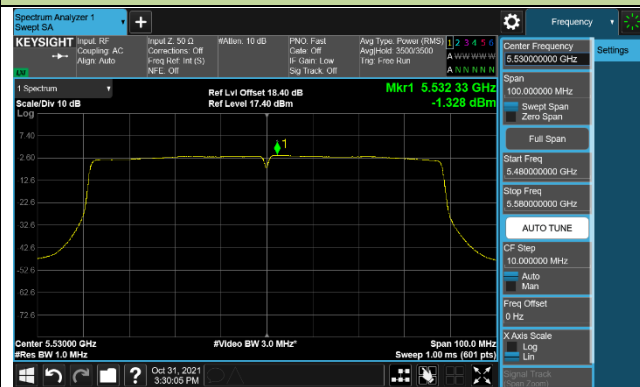 Spectrum Analyzer 1
Swept SA
Frequency
KEYSIGHT
Input: RF
Coupling: AC
Align: Auto
Input Z: 50 Ω
Corrections: Off
Freq Ref: Int (S)
NFE: Off
#Atten: 10 dB
PNO: Fast
Gate: Off
IF Gain: Low
Sig Track: Off
Avg Type: Power (RMS)
Avg|Hold: 3500/3500
Trig: Free Run
1 2 3 4 5 6
A W W W W W
A N N N N N
LW
Center Frequency
5.530000000 GHz
Settings
Span
100.000000 MHz
Swept Span
Zero Span
Full Span
Start Freq
5.480000000 GHz
Stop Freq
5.580000000 GHz
AUTO TUNE
CF Step
10.000000 MHz
Auto
Man
Freq Offset
0 Hz
X Axis Scale
Log
Lin
Signal Track
(Span Zoom)
1 Spectrum
Scale/Div 10 dB
Log
Ref Lvl Offset 18.40 dB
Ref Level 17.40 dBm
Mkr1 5.532 33 GHz
-1.328 dBm
1
7.40
-2.60
-12.6
-22.6
-32.6
-42.6
-52.6
-62.6
-72.6
Center 5.53000 GHz
#Res BW 1.0 MHz
#Video BW 3.0 MHz*
Span 100.0 MHz
Sweep 1.00 ms (601 pts)
?
Oct 31, 2021
3:30:05 PM